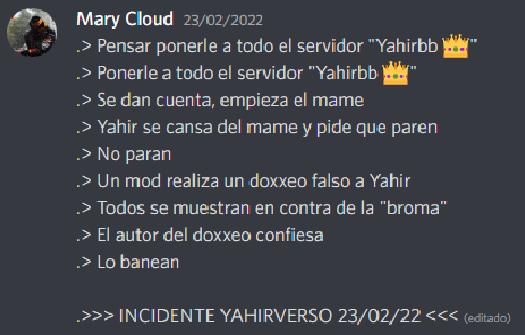 Mary Cloud 23/02/2022
.> Pensar ponerle a todo el servidor "Yahirbb 👑"
.> Ponerle a todo el servidor "Yahirbb 👑"
.> Se dan cuenta, empieza el mame
.> Yahir se cansa del mame y pide que paren
.> No paran
.> Un mod realiza un doxxeo falso a Yahir
.> Todos se muestran en contra de la "broma"
.> El autor del doxxeo confiesa
.> Lo banean
.>>> INCIDENTE YAHIRVERSO 23/02/22 <<< (editado)